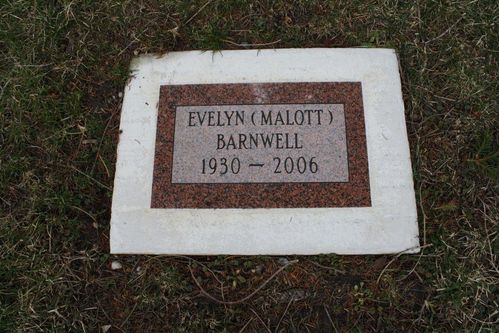 EVELYN (MALOTT)
BARNWELL
1930 ~ 2006